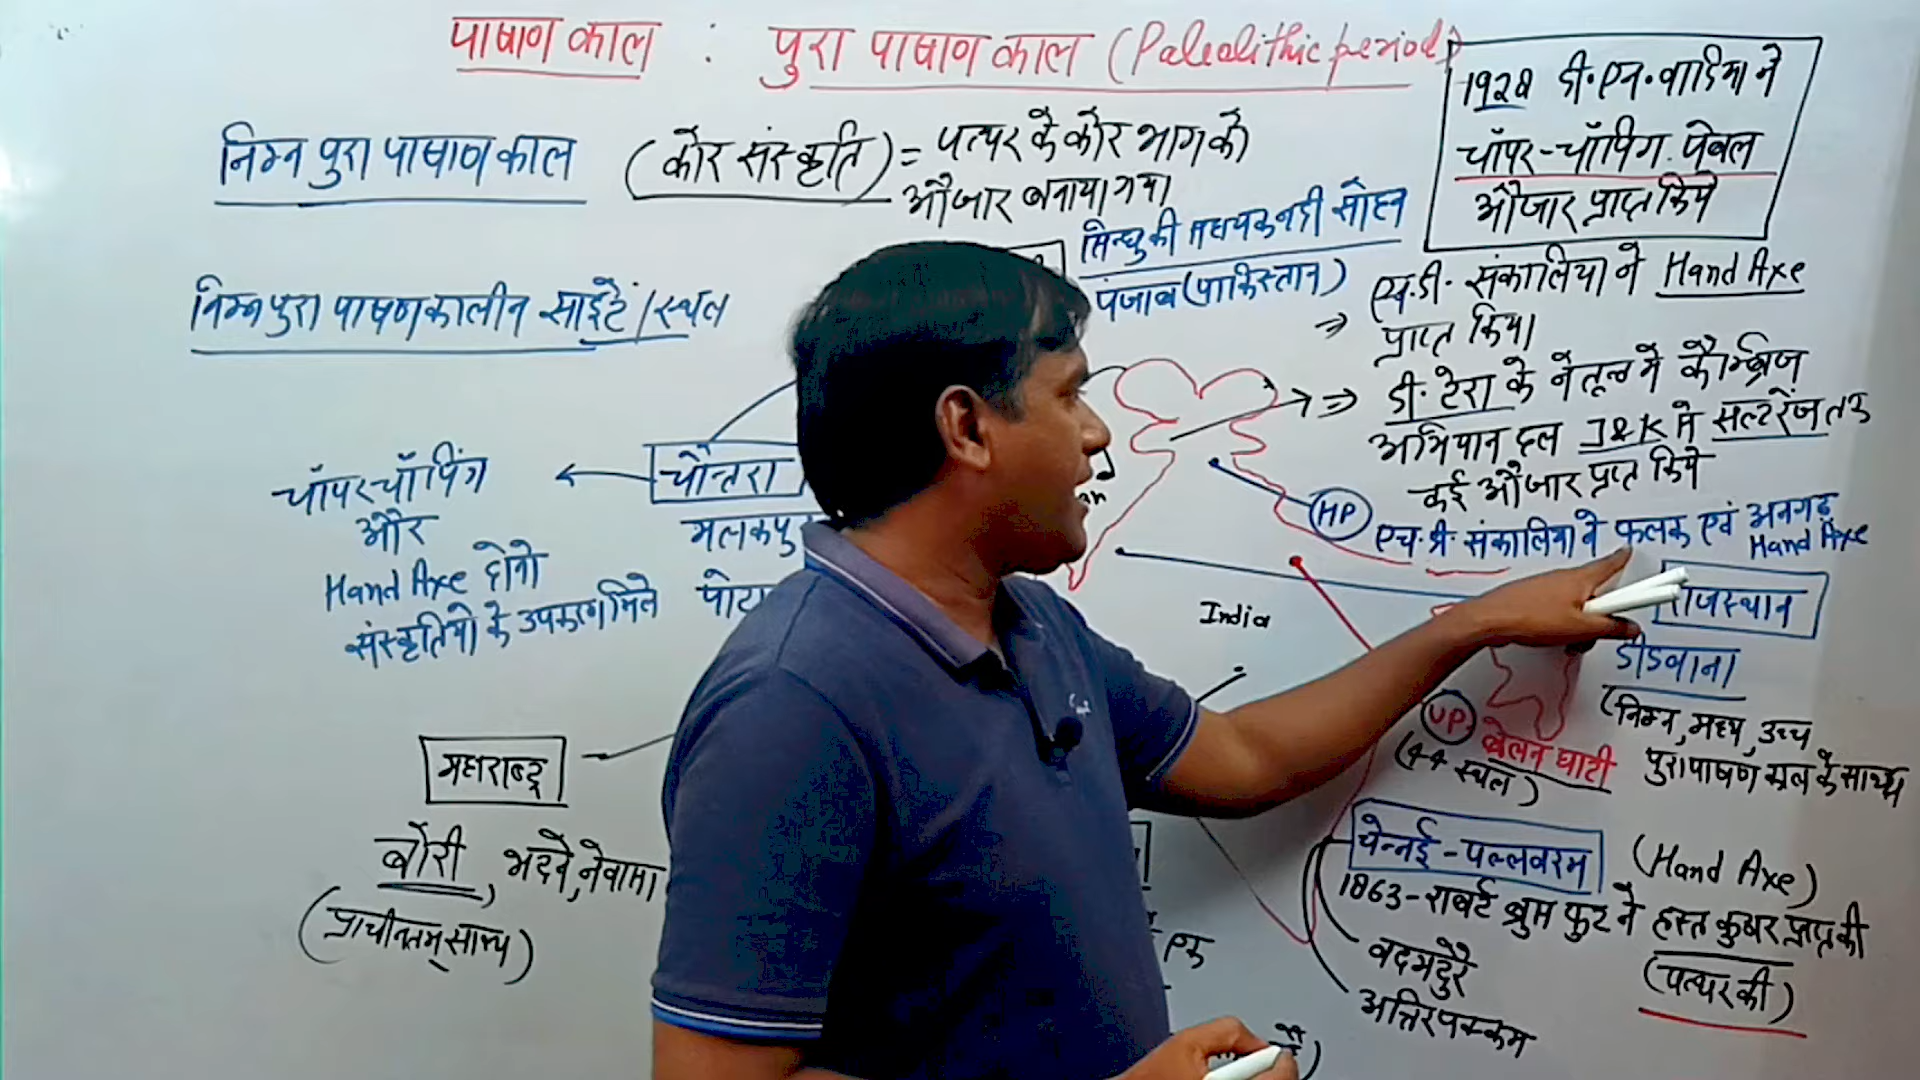 पाषाण काल : पुरा पाषाण काल (Paleolithic period)
निम्न पुरा पाषाण काल (कोर संस्कृति) = पत्थर के कोर भाग को
औजार बनाया गया
1928 डी.एन. वाडिया ने
चॉपर-चॉपिंग पेबल
औजार प्राप्त किये
सिन्धु की सहायक नदी सोहन
पंजाब (पाकिस्तान)
निम्न पुरा पाषाणकालीन साइटें/स्थल
एच.डी. संकालिया ने Hand Axe
⇒ प्राप्त किया
⇒ डी. टेरा के नेतृत्व में कैम्ब्रिज
अभियान दल J&K में साल्टरेंज तक
कई औजार प्राप्त किये
चौन्तरा
मलकपु
पोटा
चॉपर चॉपिंग
और
Hand Axe दोनो
संस्कृतियो के उपकरण मिले
HP
एच.डी. संकालिया ने फलक एवं अनगढ़
Hand Axe
India
राजस्थान
डीडवाना
(निम्न, मध्य, उच्च
पुरापाषाण काल के साक्ष्य
UP बेलन घाटी
(44 स्थल)
महाराष्ट्र
बोरी, भदने, नेवासा
(प्राचीनतम् साक्ष्य)
चेन्नई - पल्लवरम (Hand Axe)
1863 - राबर्ट ब्रुस फुट ने हस्त कुठार प्राप्त की
(पत्थर की)
वदमदुरै
अत्तिरपक्कम